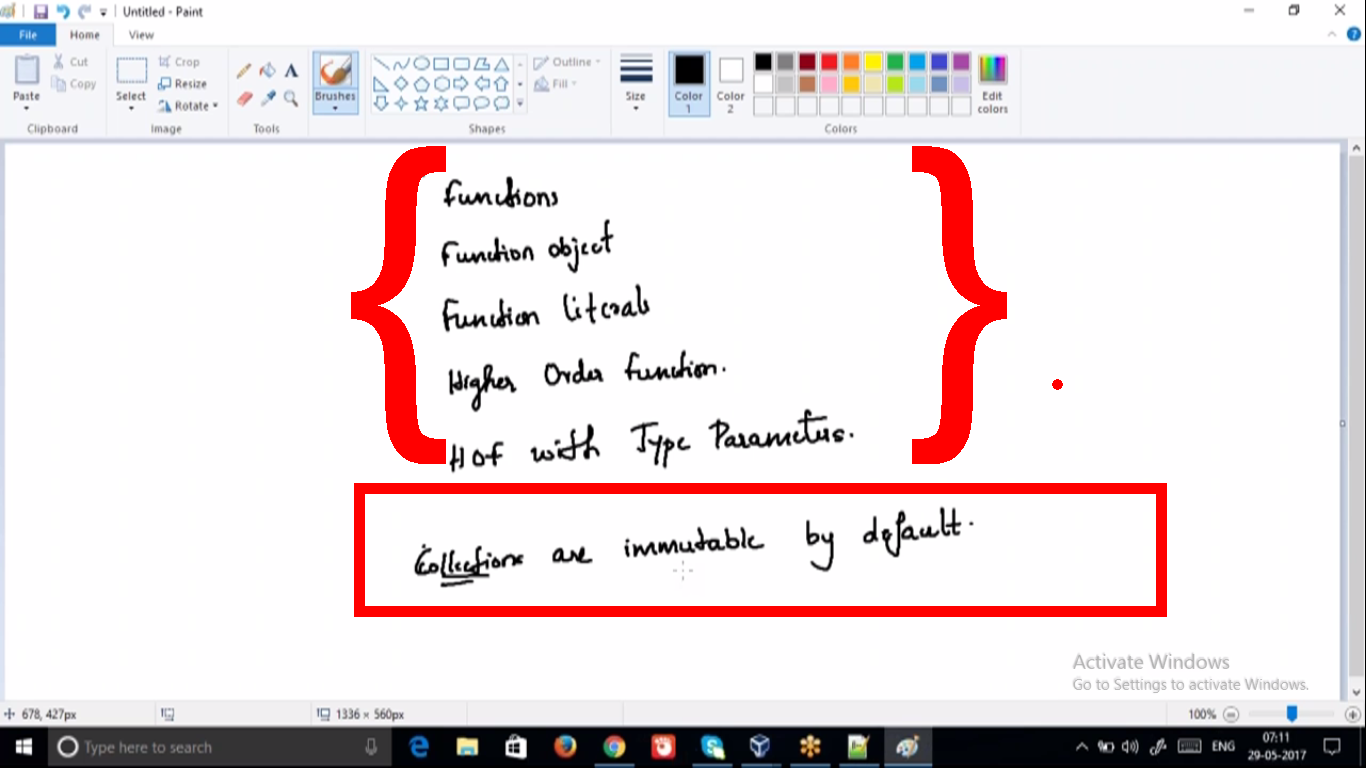 Untitled - Paint
File Home View
Paste Cut Copy Clipboard
Select Crop Resize Rotate Image
Tools
Brushes
Outline Fill Shapes
Size
Color 1 Color 2 Edit colors Colors
Functions
Function object
Function literals
Higher Order Function.
HOF with Type Parameters.
Collections are immutable by default.
Activate Windows
Go to Settings to activate Windows.
678, 427px 1336 × 560px 100%
Type here to search ENG 07:11
29-05-2017